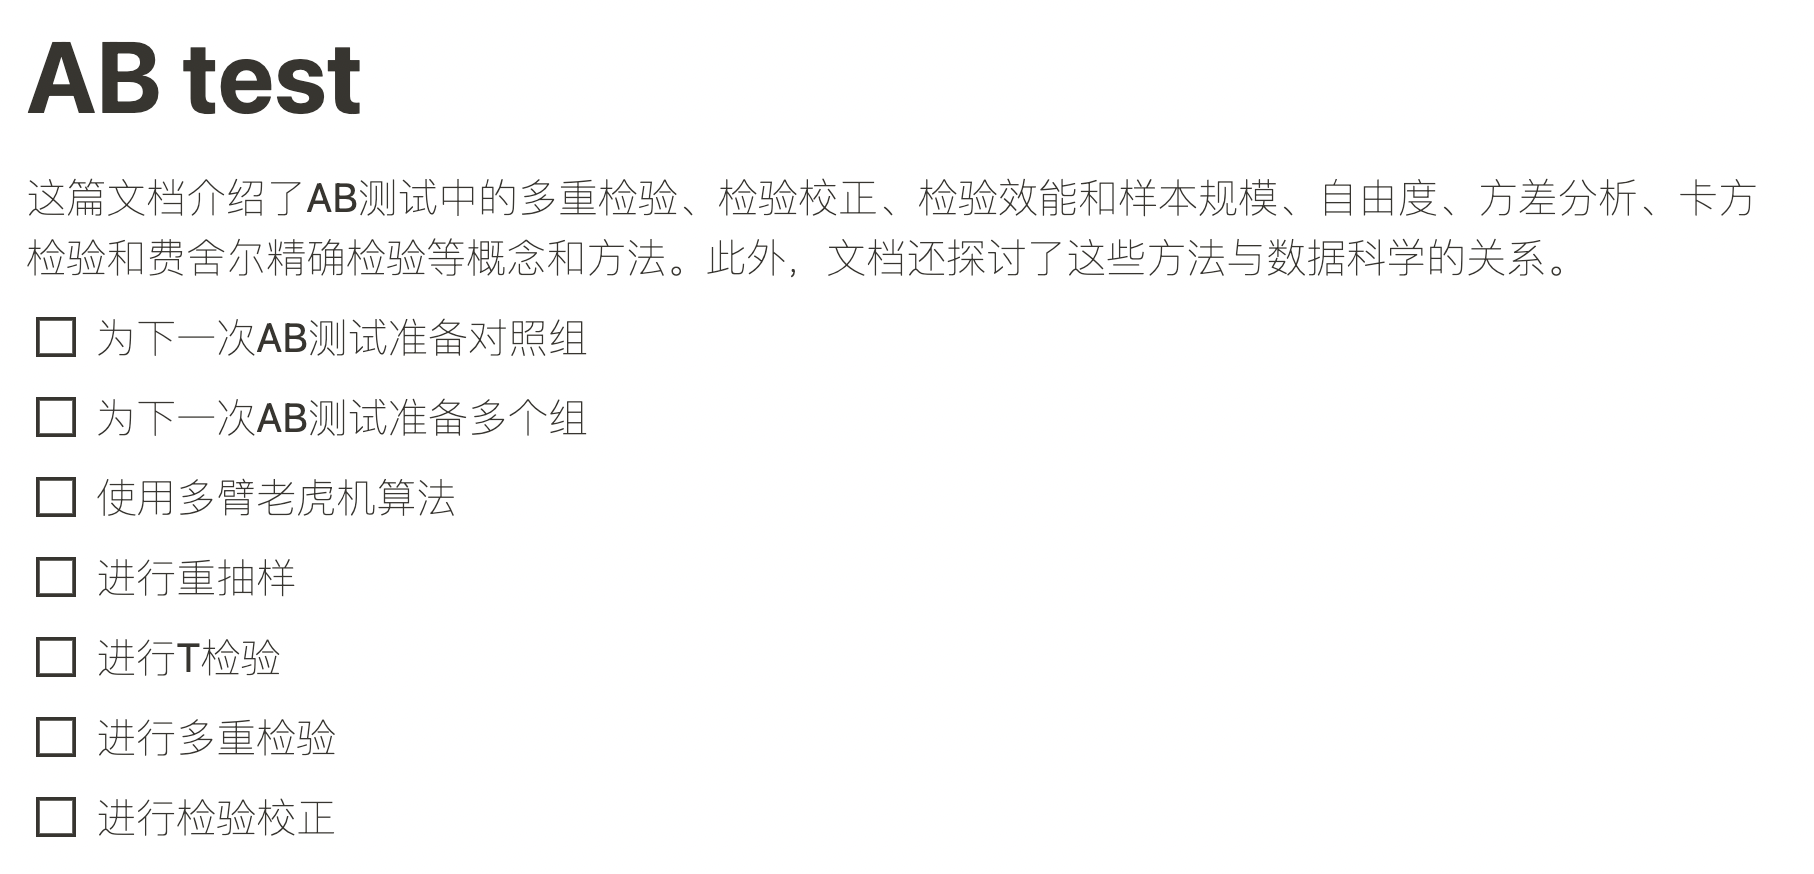 AB test
这篇文档介绍了AB测试中的多重检验、检验校正、检验效能和样本规模、自由度、方差分析、卡方
检验和费舍尔精确检验等概念和方法。此外，文档还探讨了这些方法与数据科学的关系。
为下一次AB测试准备对照组
为下一次AB测试准备多个组
使用多臂老虎机算法
进行重抽样
进行T检验
进行多重检验
进行检验校正